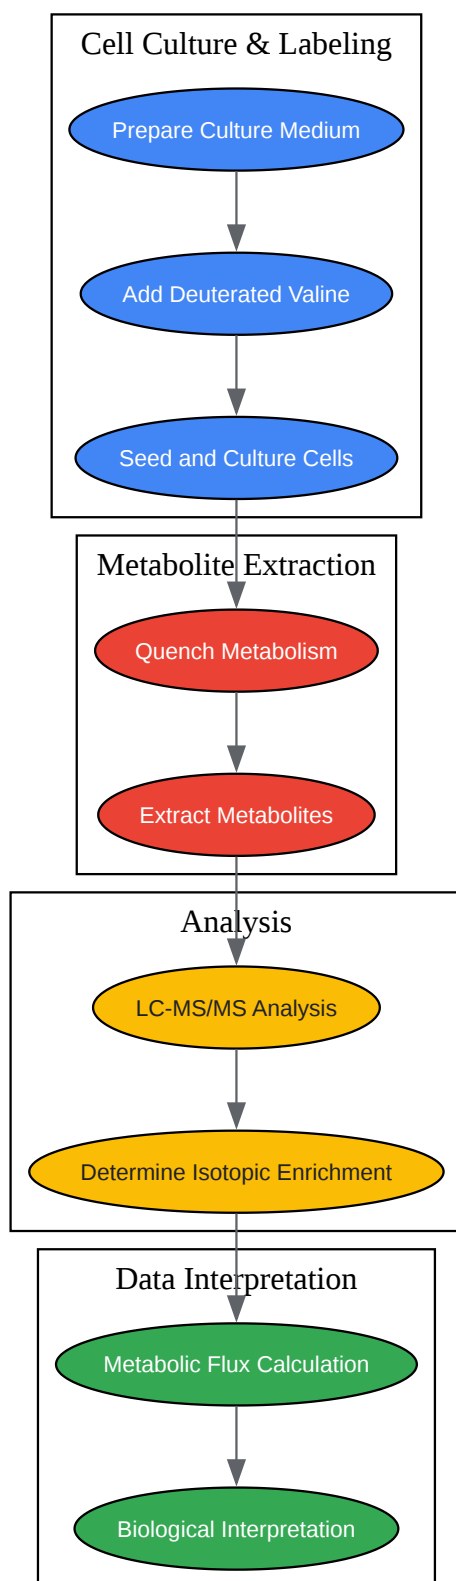 Cell Culture & Labeling
Prepare Culture Medium
Add Deuterated Valine
Seed and Culture Cells
Metabolite Extraction
Quench Metabolism
Extract Metabolites
Analysis
LC-MS/MS Analysis
Determine Isotopic Enrichment
Data Interpretation
Metabolic Flux Calculation
Biological Interpretation